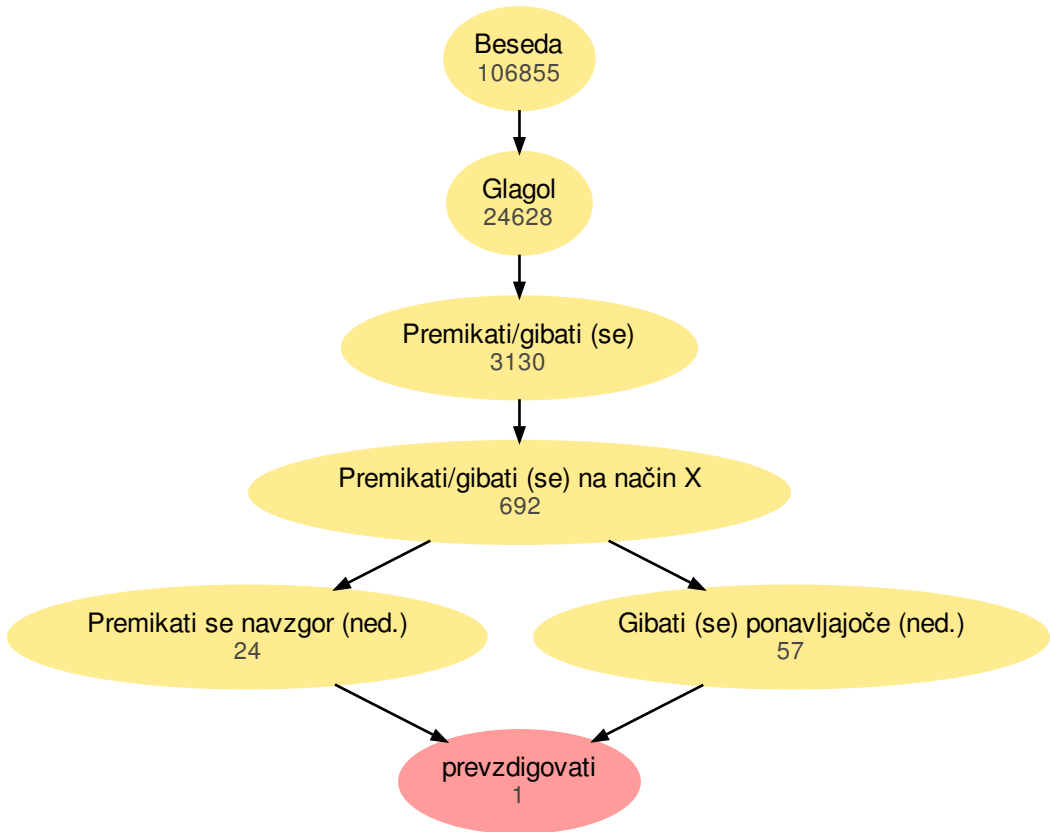 Beseda
106855
Glagol
24628
Premikati/gibati (se)
3130
Premikati/gibati (se) na način X
692
Premikati se navzgor (ned.)
24
Gibati (se) ponavljajoče (ned.)
57
prevzdigovati
1